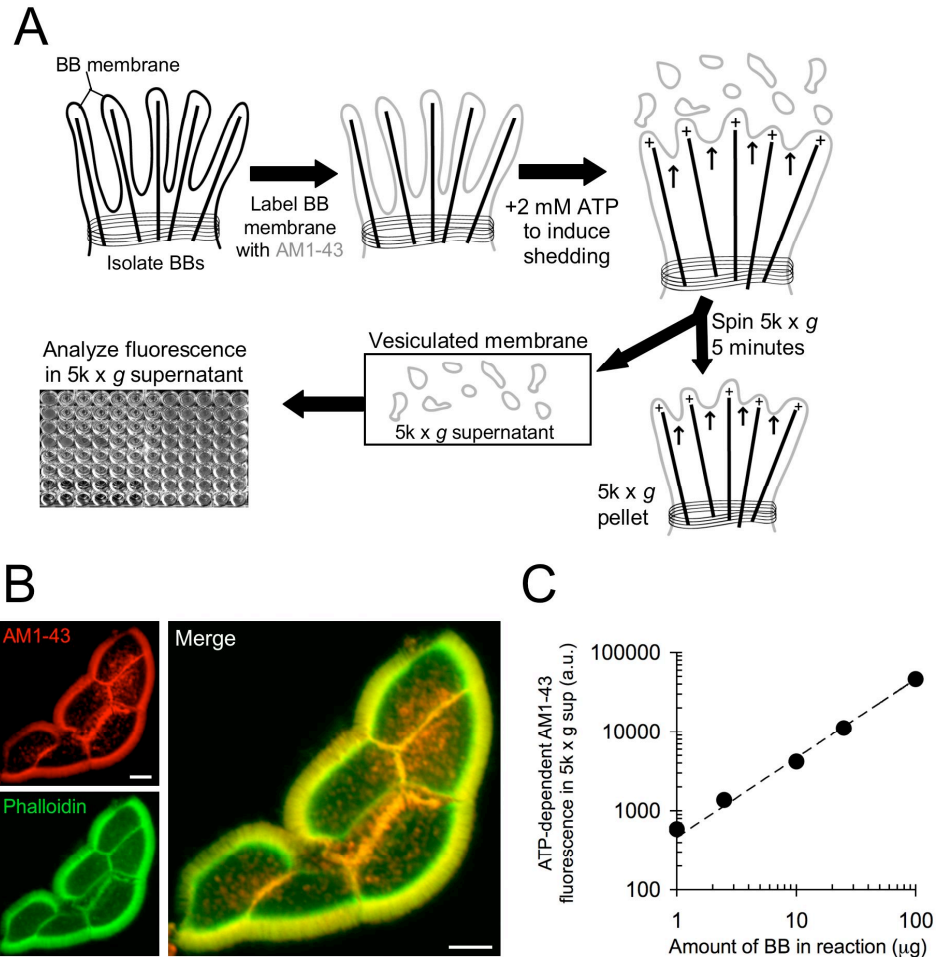 A
BB membrane
Isolate BBs
Label BB
membrane
with AM1-43
+2 mM ATP
to induce
shedding
+ + + + +
Spin 5k x g
5 minutes
Vesiculated membrane
5k x g supernatant
Analyze fluorescence
in 5k x g supernatant
+ + + + +
5k x g
pellet
B
AM1-43
Phalloidin
Merge
C
ATP-dependent AM1-43
fluorescence in 5k x g sup (a.u.)
100000
10000
1000
100
1 10 100
Amount of BB in reaction (μg)